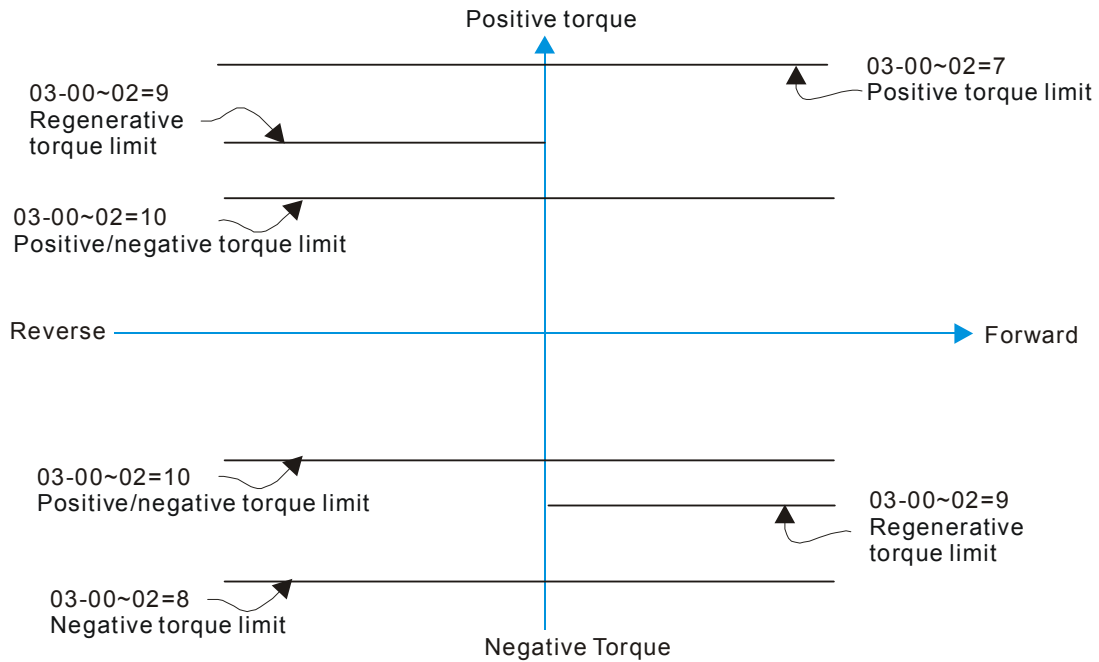 Positive torque
03-00~02=7
Positive torque limit
03-00~02=9
Regenerative
torque limit
03-00~02=10
Positive/negative torque limit
Reverse
Forward
03-00~02=10
Positive/negative torque limit
03-00~02=9
Regenerative
torque limit
03-00~02=8
Negative torque limit
Negative Torque